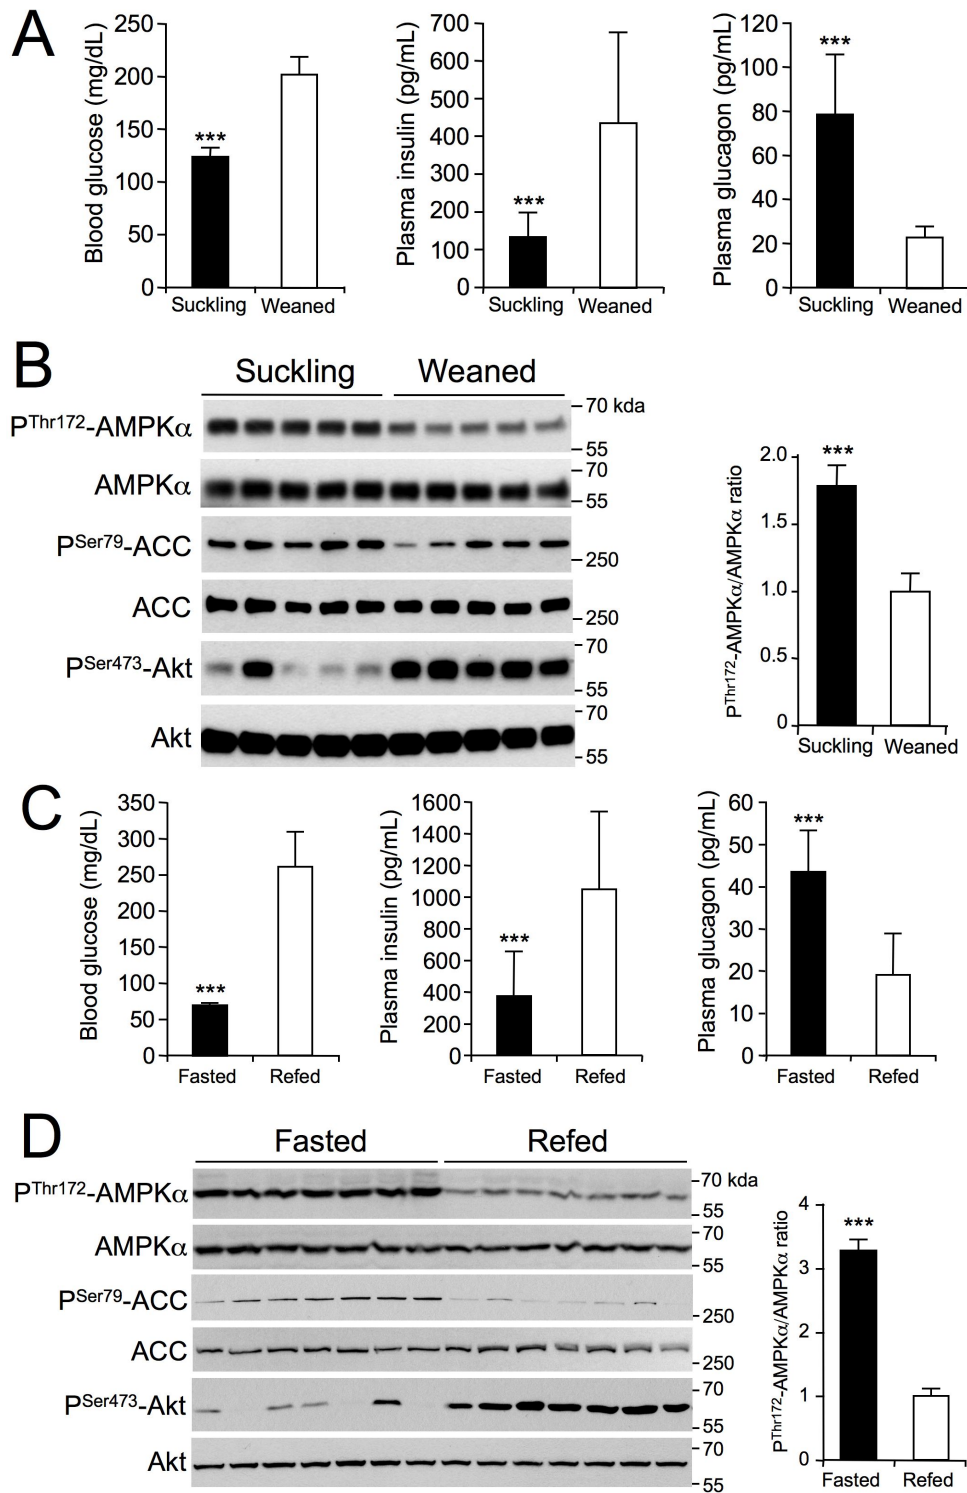 A
Blood glucose (mg/dL)
250
200
150
100
50
0
***
Suckling Weaned
Plasma insulin (pg/mL)
700
600
500
400
300
200
100
0
***
Suckling Weaned
Plasma glucagon (pg/mL)
120
100
80
60
40
20
0
***
Suckling Weaned
B
Suckling Weaned
PThr172-AMPKα
70 kda
55
AMPKα
70
55
PSer79-ACC
250
ACC
250
PSer473-Akt
70
55
Akt
70
55
PThr172-AMPKα/AMPKα ratio
2.0
1.5
1.0
0.5
0
***
Suckling Weaned
C
Blood glucose (mg/dL)
350
300
250
200
150
100
50
0
***
Fasted Refed
Plasma insulin (pg/mL)
1600
1400
1200
1000
800
600
400
200
0
***
Fasted Refed
Plasma glucagon (pg/mL)
60
50
40
30
20
10
0
***
Fasted Refed
D
Fasted Refed
PThr172-AMPKα
70 kda
55
AMPKα
70
55
PSer79-ACC
250
ACC
250
PSer473-Akt
70
55
Akt
70
55
PThr172-AMPKα/AMPKα ratio
4
3
2
1
0
***
Fasted Refed